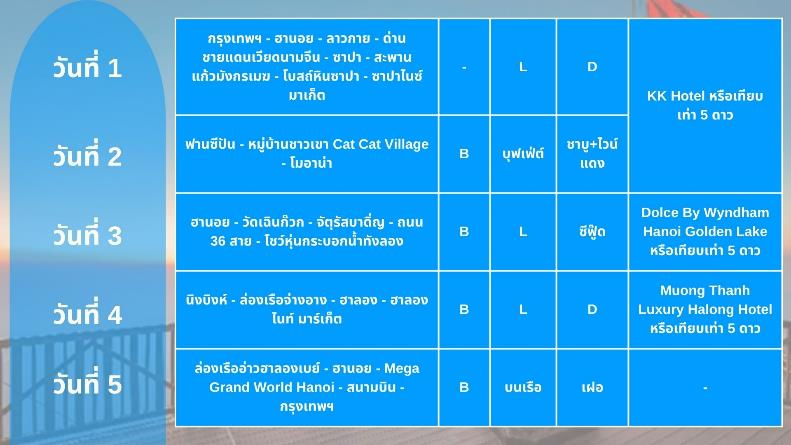 วันที่ 1
กรุงเทพฯ - ฮานอย - ลาวกาย - ด่าน
ชายแดนเวียดนามจีน - ซาปา - สะพาน
แก้วมังกรเมฆ - โบสถ์หินซาปา - ซาปาไนซ์
มาเก็ต
-
L
D
KK Hotel หรือเทียบ
เท่า 5 ดาว
วันที่ 2
ฟานซีปัน - หมู่บ้านชาวเขา Cat Cat Village
- โมอาน่า
B
บุฟเฟ่ต์
ชาบู+ไวน์
แดง
วันที่ 3
ฮานอย - วัดเฉินก๊วก - จัตุรัสบาดิ่ญ - ถนน
36 สาย - โชว์หุ่นกระบอกน้ำทังลอง
B
L
ซีฟู๊ด
Dolce By Wyndham
Hanoi Golden Lake
หรือเทียบเท่า 5 ดาว
วันที่ 4
นิงบิงห์ - ล่องเรือจ่างอาง - ฮาลอง - ฮาลอง
ไนท์ มาร์เก็ต
B
L
D
Muong Thanh
Luxury Halong Hotel
หรือเทียบเท่า 5 ดาว
วันที่ 5
ล่องเรืออ่าวฮาลองเบย์ - ฮานอย - Mega
Grand World Hanoi - สนามบิน -
กรุงเทพฯ
B
บนเรือ
เฝอ
-